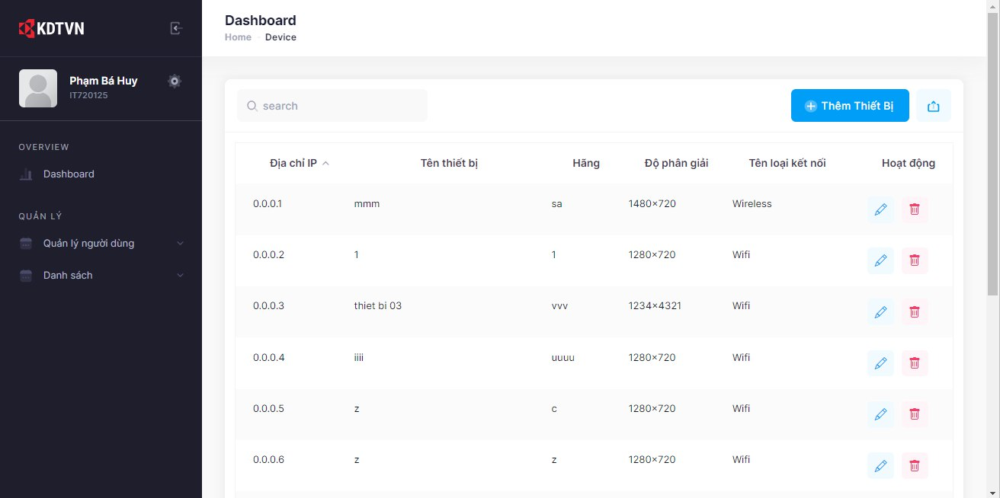 KDTVN
Phạm Bá Huy
IT720125
OVERVIEW
Dashboard
QUẢN LÝ
Quản lý người dùng
Danh sách
Dashboard
Home - Device
search
Thêm Thiết Bị
Địa chỉ IP Tên thiết bị Hãng Độ phân giải Tên loại kết nối Hoạt động
0.0.0.1 mmm sa 1480×720 Wireless
0.0.0.2 1 1 1280×720 Wifi
0.0.0.3 thiet bi 03 vvv 1234×4321 Wifi
0.0.0.4 iiii uuuu 1280×720 Wifi
0.0.0.5 z c 1280×720 Wifi
0.0.0.6 z z 1280×720 Wifi